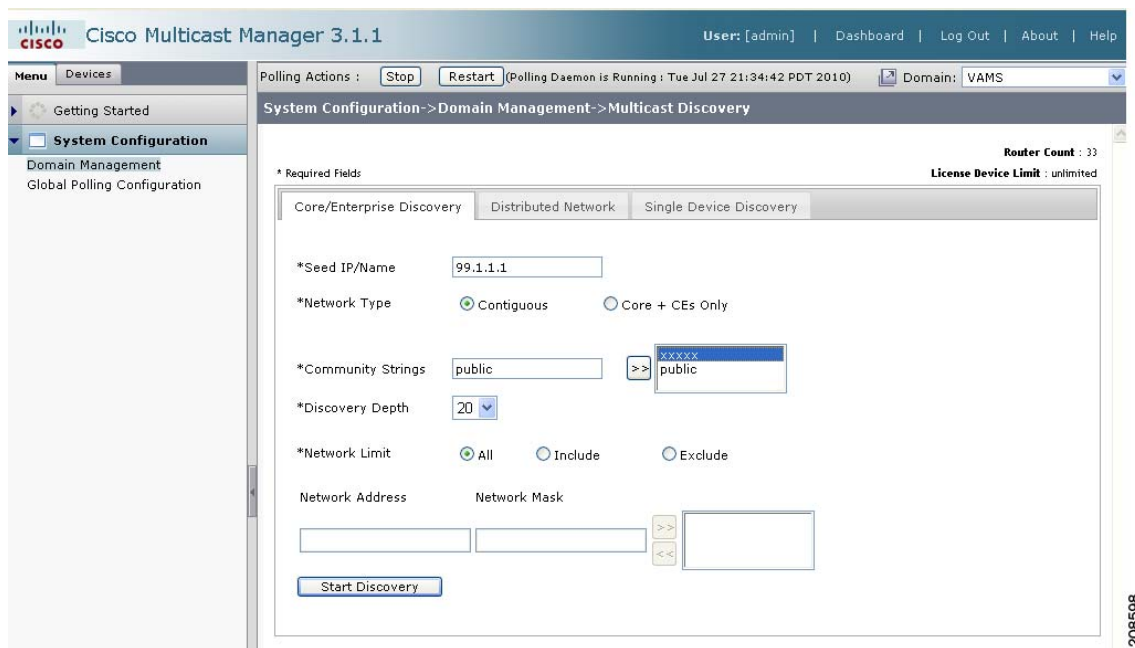 CISCO Cisco Multicast Manager 3.1.1 User: [admin] | Dashboard | Log Out | About | Help
Menu Devices
Polling Actions : Stop Restart (Polling Daemon is Running : Tue Jul 27 21:34:42 PDT 2010) Domain: VAMS
Getting Started
System Configuration
Domain Management
Global Polling Configuration
System Configuration->Domain Management->Multicast Discovery
Router Count : 33
* Required Fields License Device Limit : unlimited
Core/Enterprise Discovery Distributed Network Single Device Discovery
*Seed IP/Name 99.1.1.1
*Network Type Contiguous Core + CEs Only
*Community Strings public >> xxxxx
public
*Discovery Depth 20
*Network Limit All Include Exclude
Network Address Network Mask
>>
<<
Start Discovery
208598